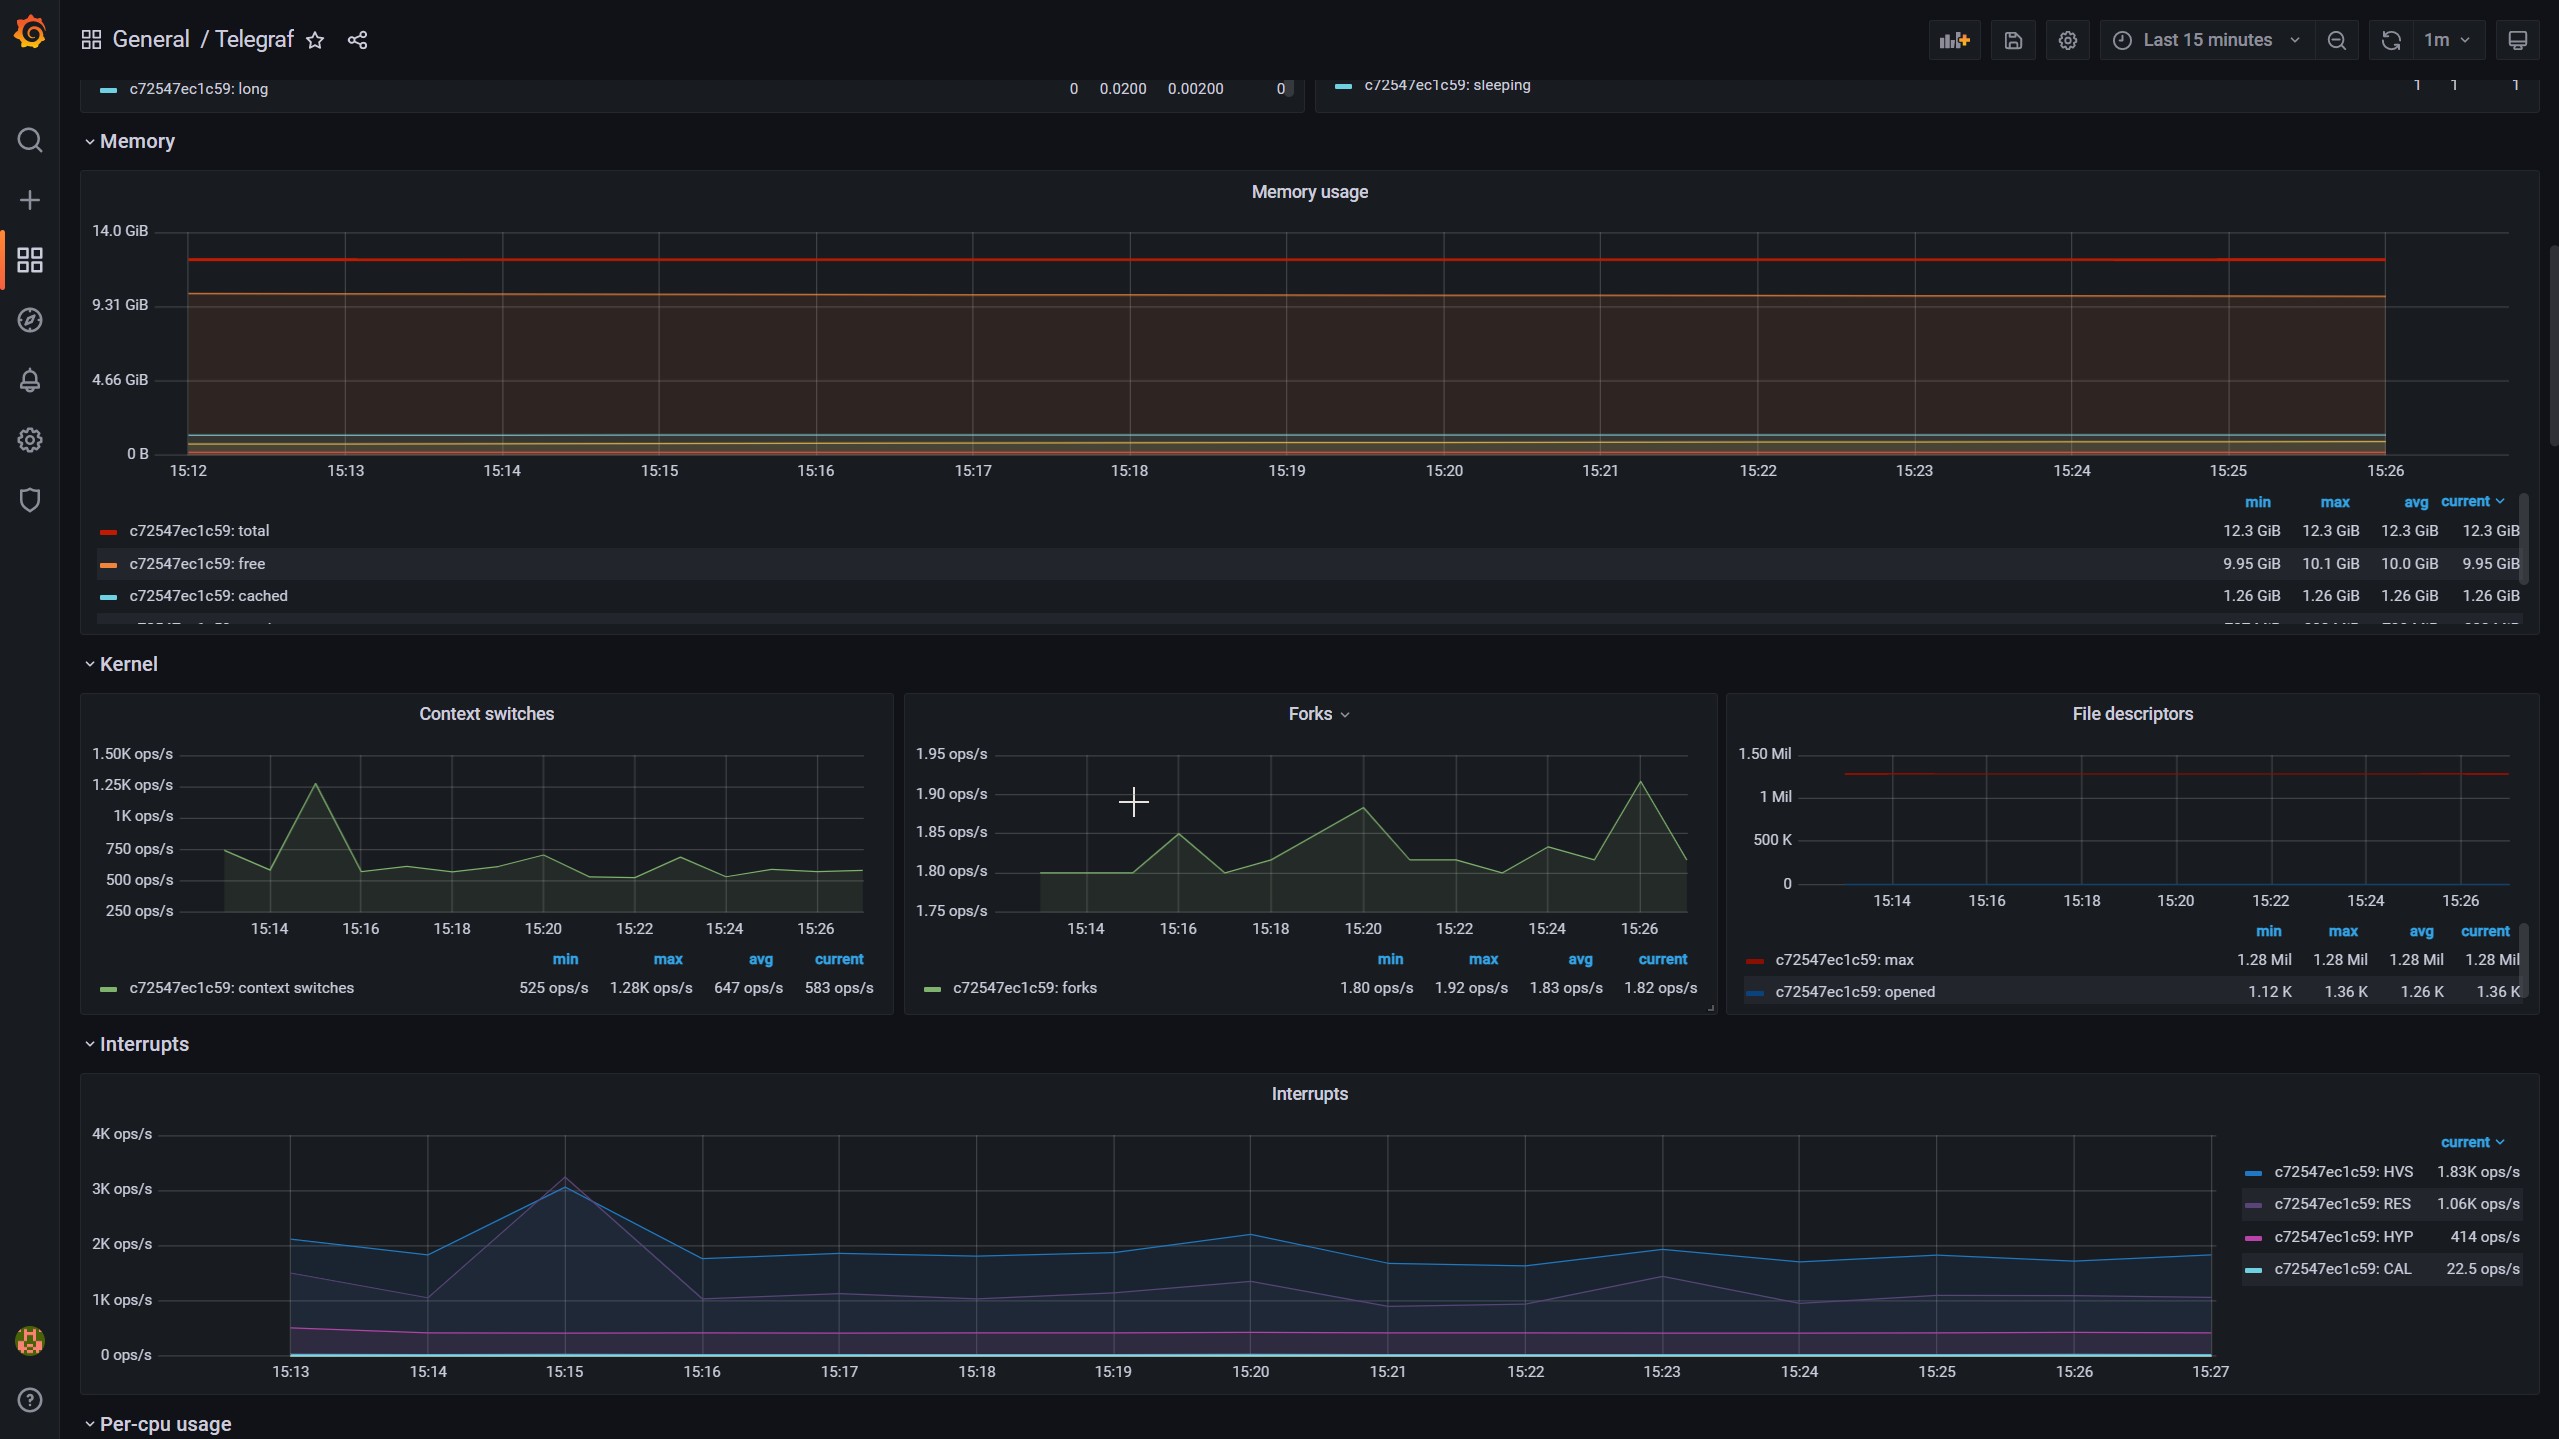 General / Telegraf
Last 15 minutes
1m
c72547ec1c59: long 0 0.0200 0.00200 0
c72547ec1c59: sleeping 1 1 1
Memory
Memory usage
14.0 GiB
9.31 GiB
4.66 GiB
0 B
15:12 15:13 15:14 15:15 15:16 15:17 15:18 15:19 15:20 15:21 15:22 15:23 15:24 15:25 15:26
min max avg current
c72547ec1c59: total 12.3 GiB 12.3 GiB 12.3 GiB 12.3 GiB
c72547ec1c59: free 9.95 GiB 10.1 GiB 10.0 GiB 9.95 GiB
c72547ec1c59: cached 1.26 GiB 1.26 GiB 1.26 GiB 1.26 GiB
Kernel
Context switches
1.50K ops/s
1.25K ops/s
1K ops/s
750 ops/s
500 ops/s
250 ops/s
15:14 15:16 15:18 15:20 15:22 15:24 15:26
min max avg current
c72547ec1c59: context switches 525 ops/s 1.28K ops/s 647 ops/s 583 ops/s
Forks
1.95 ops/s
1.90 ops/s
1.85 ops/s
1.80 ops/s
1.75 ops/s
15:14 15:16 15:18 15:20 15:22 15:24 15:26
min max avg current
c72547ec1c59: forks 1.80 ops/s 1.92 ops/s 1.83 ops/s 1.82 ops/s
File descriptors
1.50 Mil
1 Mil
500 K
0
15:14 15:16 15:18 15:20 15:22 15:24 15:26
min max avg current
c72547ec1c59: max 1.28 Mil 1.28 Mil 1.28 Mil 1.28 Mil
c72547ec1c59: opened 1.12 K 1.36 K 1.26 K 1.36 K
Interrupts
Interrupts
4K ops/s
3K ops/s
2K ops/s
1K ops/s
0 ops/s
15:13 15:14 15:15 15:16 15:17 15:18 15:19 15:20 15:21 15:22 15:23 15:24 15:25 15:26 15:27
current
c72547ec1c59: HVS 1.83K ops/s
c72547ec1c59: RES 1.06K ops/s
c72547ec1c59: HYP 414 ops/s
c72547ec1c59: CAL 22.5 ops/s
Per-cpu usage